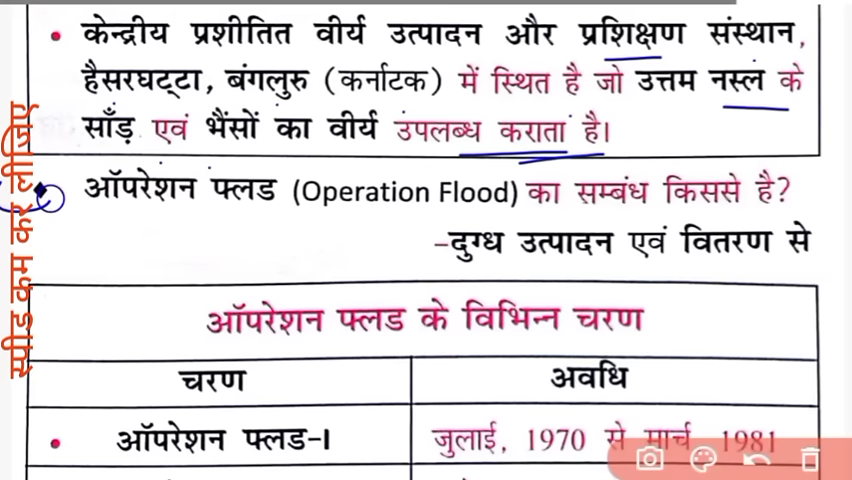 • केन्द्रीय प्रशीतित वीर्य उत्पादन और प्रशिक्षण संस्थान,
हैसरघट्टा, बंगलुरु (कर्नाटक) में स्थित है जो उत्तम नस्ल के
साँड़ एवं भैंसों का वीर्य उपलब्ध कराता है।
ऑपरेशन फ्लड (Operation Flood) का सम्बंध किससे है?
–दुग्ध उत्पादन एवं वितरण से
ऑपरेशन फ्लड के विभिन्न चरण
चरण अवधि
• ऑपरेशन फ्लड-I जुलाई, 1970 से मार्च 1981
स्पीड कम कर लीजिए